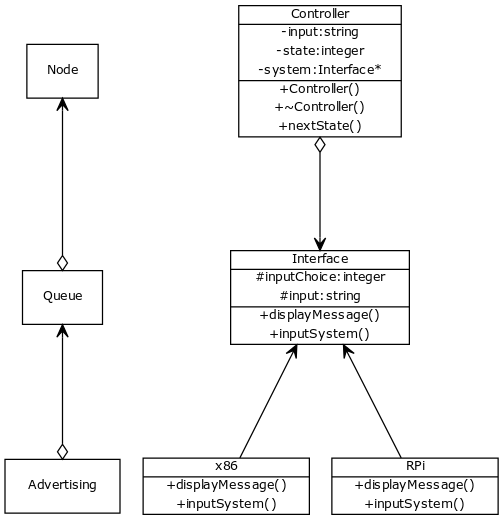 Controller
-input:string
-state:integer
-system:Interface*
+Controller()
+~Controller()
+nextState()
Node
Interface
#inputChoice:integer
#input:string
+displayMessage()
+inputSystem()
Queue
x86
+displayMessage()
+inputSystem()
RPi
+displayMessage()
+inputSystem()
Advertising